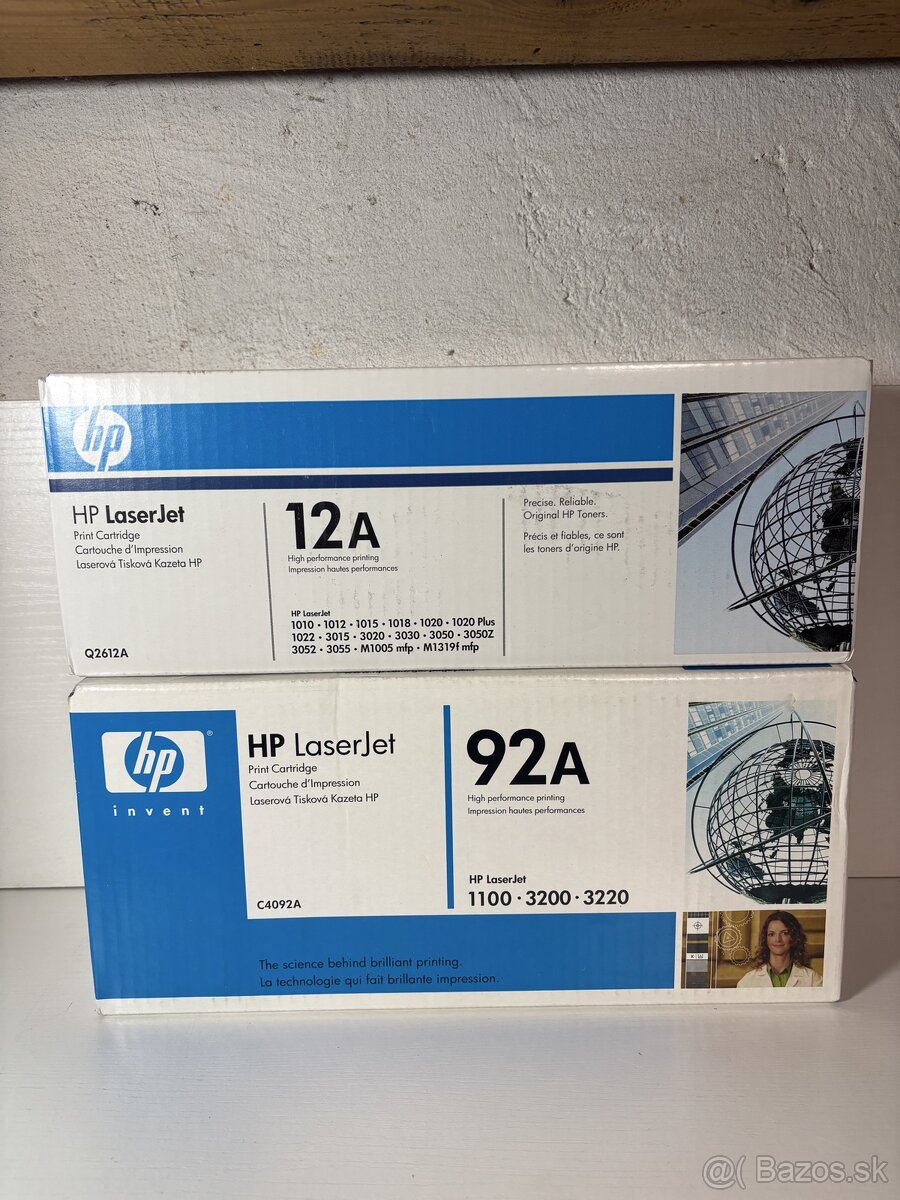 hp
HP LaserJet
Print Cartridge
Cartouche d'Impression
Laserová Tisková Kazeta HP
Q2612A
12A
High performance printing
Impression hautes performances
HP LaserJet
1010 · 1012 · 1015 · 1018 · 1020 · 1020 Plus
1022 · 3015 · 3020 · 3030 · 3050 · 3050Z
3052 · 3055 · M1005 mfp · M1319f mfp
Precise. Reliable.
Original HP Toners.
Précis et fiables, ce sont
les toners d'origine HP.
hp®
invent
HP LaserJet
Print Cartridge
Cartouche d'Impression
Laserová Tisková Kazeta HP
C4092A
92A
High performance printing
Impression hautes performances
HP LaserJet
1100 · 3200 · 3220
The science behind brilliant printing.
La technologie qui fait brillante impression.
@( Bazos.sk